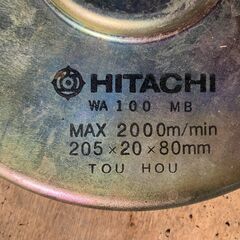 HITACHI
WA 100 MB
MAX 2000m/min
205×20×80mm
TOU HOU